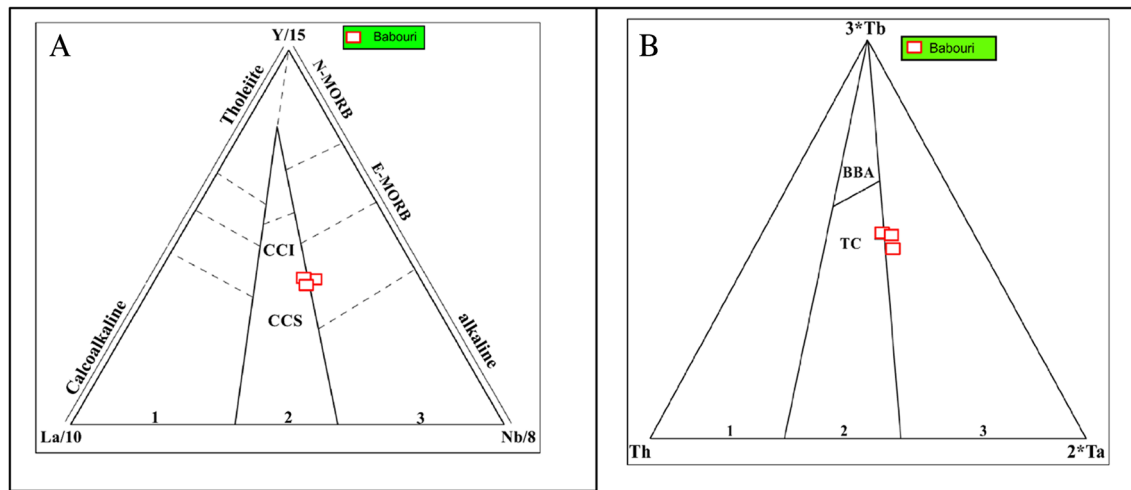 A
Y/15
Babouri
Tholeiite
N-MORB
E-MORB
CCI
CCS
Calcoalkaline
alkaline
1
2
3
La/10
Nb/8
B
3*Tb
Babouri
BBA
TC
1
2
3
Th
2*Ta